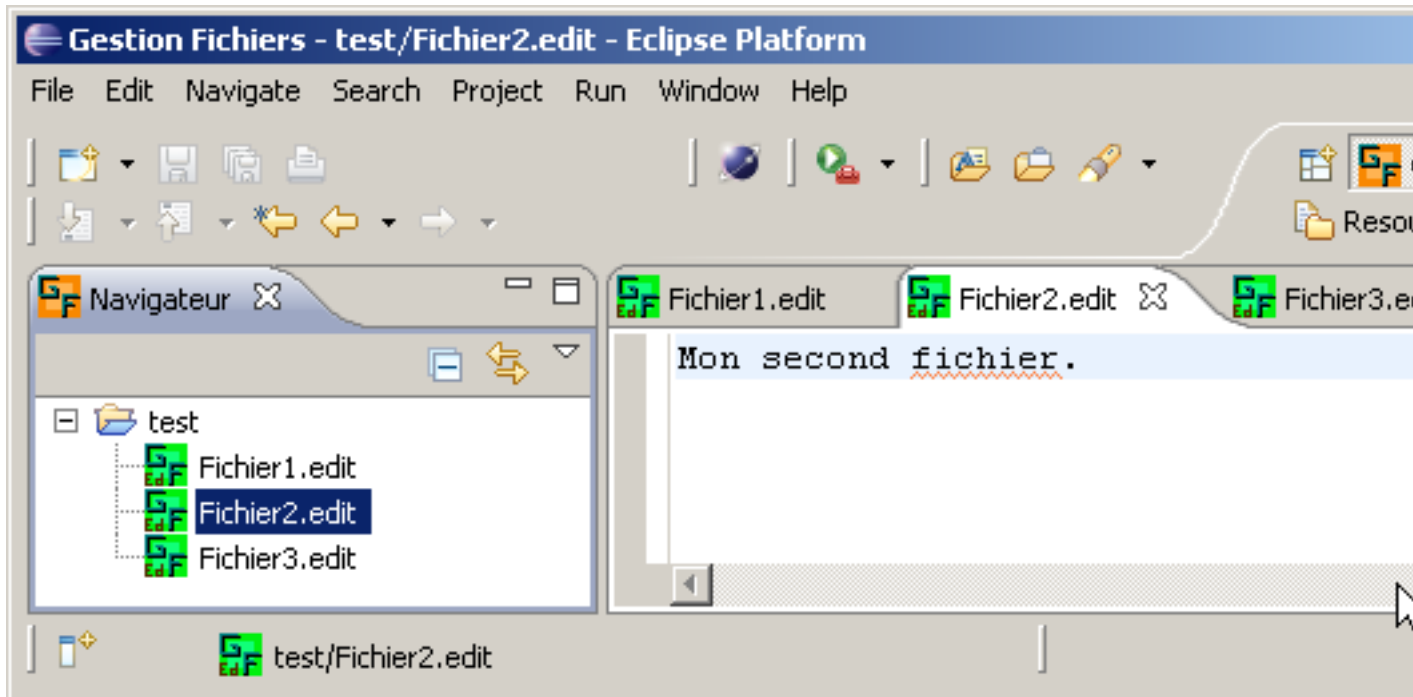 Gestion Fichiers - test/Fichier2.edit - Eclipse Platform
File Edit Navigate Search Project Run Window Help
Navigateur
Fichier1.edit
Fichier2.edit
Mon second fichier.
test
Fichier1.edit
Fichier2.edit
Fichier3.edit
test/Fichier2.edit